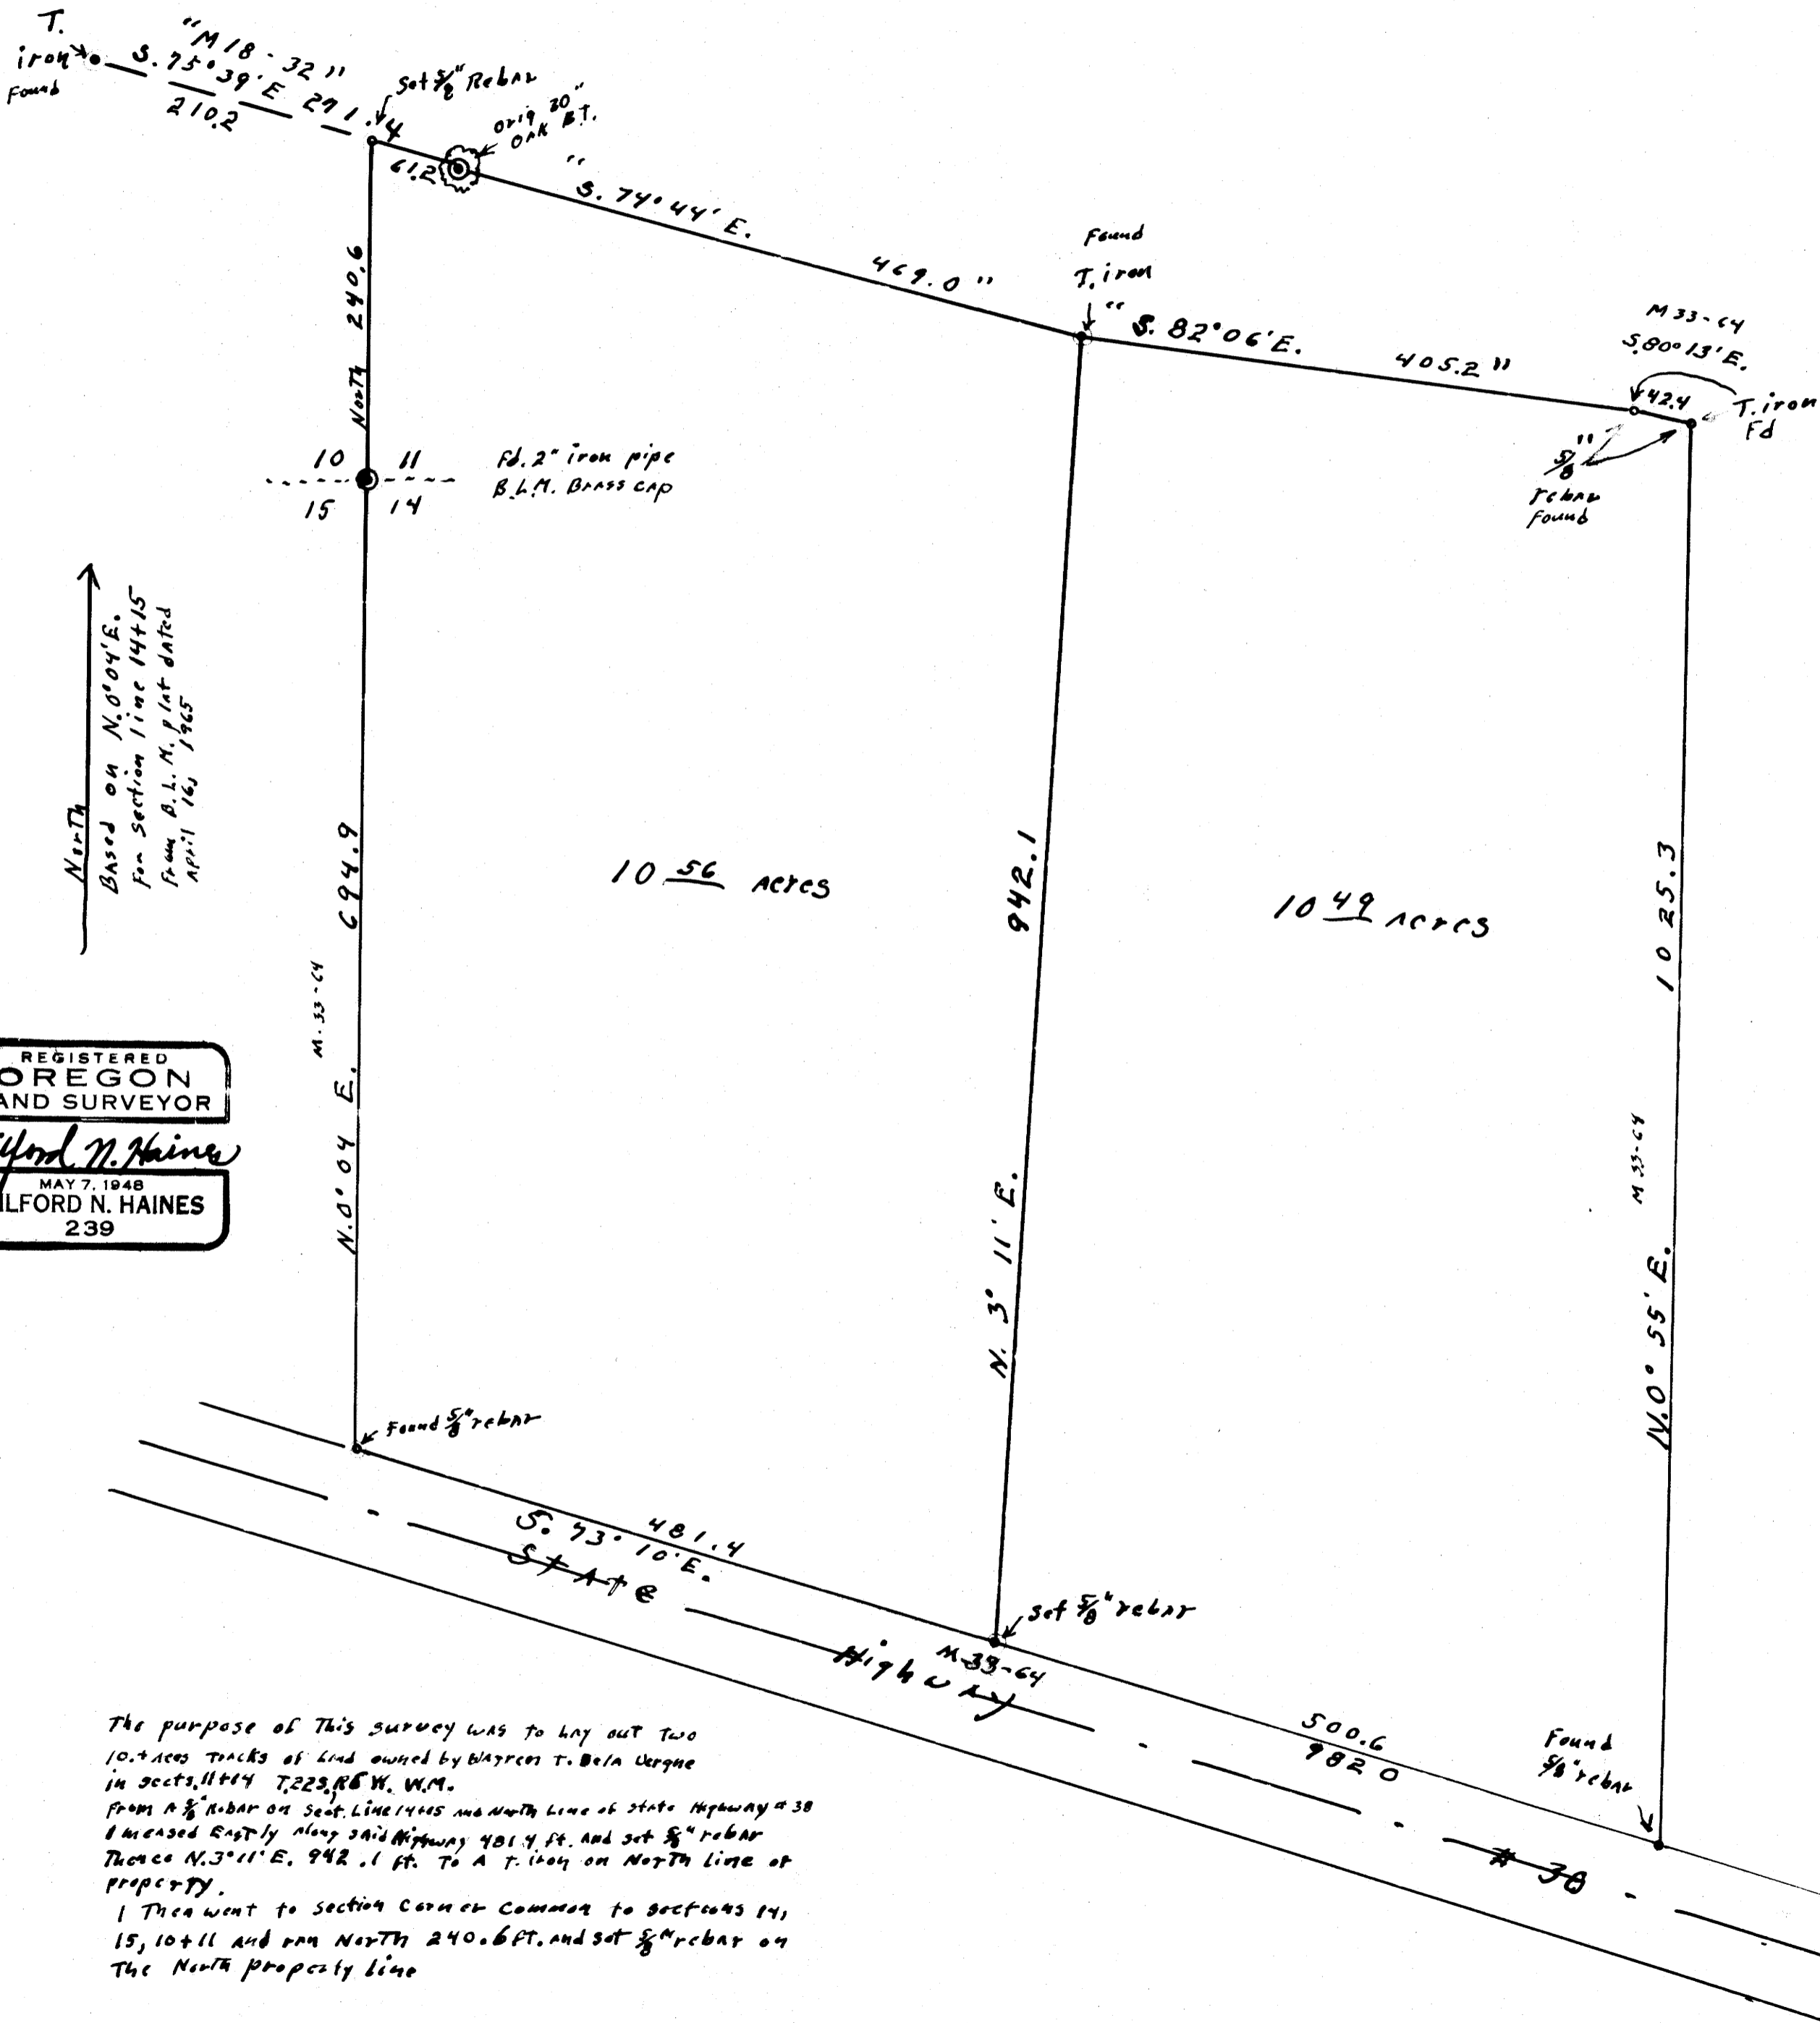 T.
iron
Found
"M 18 - 32"
S. 75° 39' E. 271.4
210.2
Set 5/8" Rebar
61.2
orig 20"
OAK B.T.
"S. 74° 44' E.
469.0"
Found
T. iron
"S. 82° 06' E.
405.2"
M 33-64
S. 80° 13' E.
42.4
T. iron
Fd
5/8"
rebar
Found
North 240.6
10 11
15 14
Fd. 2" iron pipe
B.L.M. Brass cap
North
Based on N. 0° 04' E.
For section line 14+15
From B.L.M. plat dated
April 16, 1965
N. 0° 04 E. 694.9
M. 33-64
10 56 Acres
N. 3° 11' E. 942.1
10 49 Acres
N. 0° 55' E. 1025.3
M 33-64
REGISTERED
OREGON
AND SURVEYOR
lford N. Haines
MAY 7, 1948
ILFORD N. HAINES
239
Found 5/8" rebar
481.4
S. 73° 10' E.
State
Highway
# 38
set 5/8" rebar
M-33-64
500.6
982 0
Found
5/8" rebar
The purpose of This survey was to lay out Two
10.+ Acres Tracks of Land owned by Warren T. Dela Vergne
in sects. 11+14 T.22S, R6 W. W.M.
From A 5/8" Rebar on Sect. Line 14+15 and North Line of State Highway # 38
I meased Eastly Along said Highway 481.4 ft. And set 5/8" rebar
Thence N. 3° 11' E. 942.1 ft. To A T. iron on North line of
property.
I Then went to section Corner Common to sections 14,
15, 10+11 and ran North 240.6 ft. and set 5/8" rebar on
The North property line